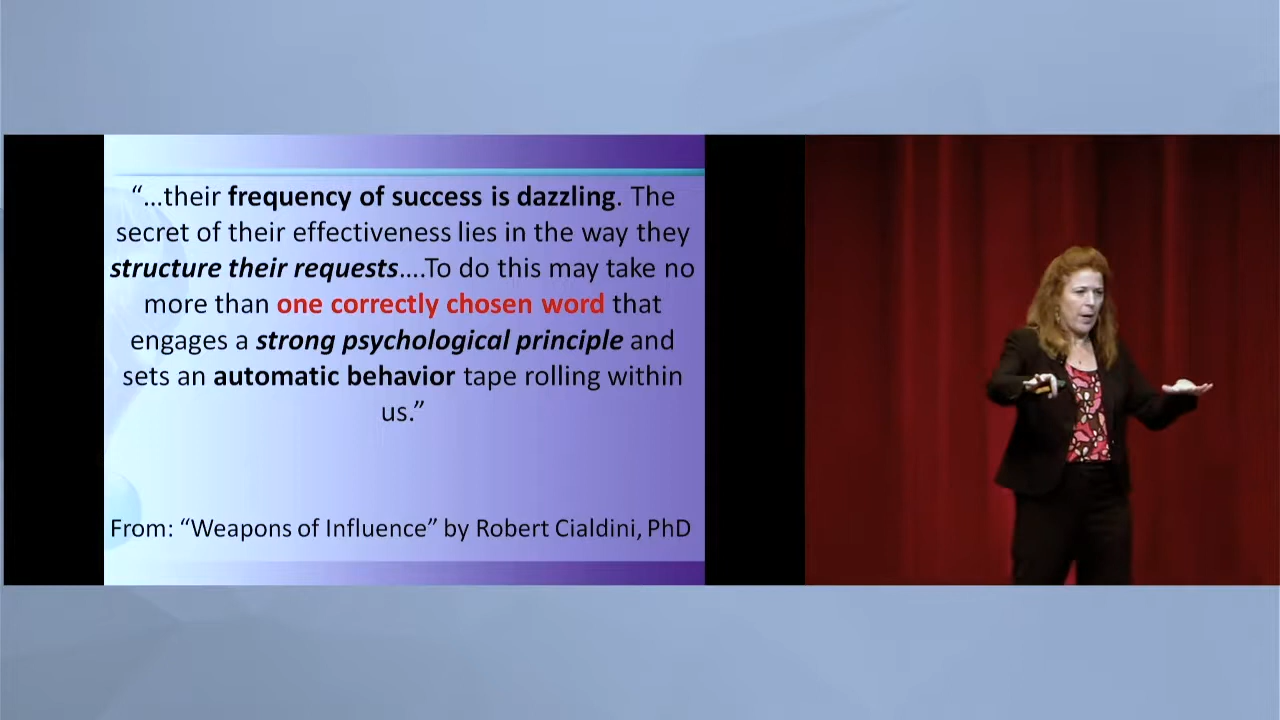 “...their frequency of success is dazzling. The
secret of their effectiveness lies in the way they
structure their requests....To do this may take no
more than one correctly chosen word that
engages a strong psychological principle and
sets an automatic behavior tape rolling within
us.”
From: “Weapons of Influence” by Robert Cialdini, PhD